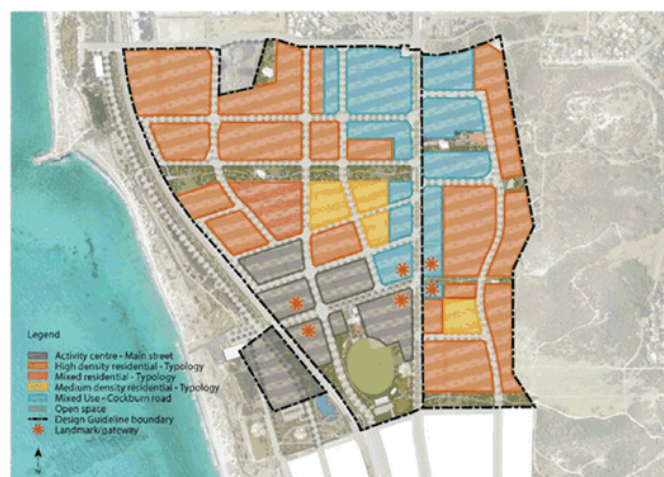 Legend
Activity centre - Main street
High density residential - Typology
Mixed residential - Typology
Medium density residential - Typology
Mixed Use - Cockburn road
Open space
Design Guideline boundary
Landmark/gateway
N